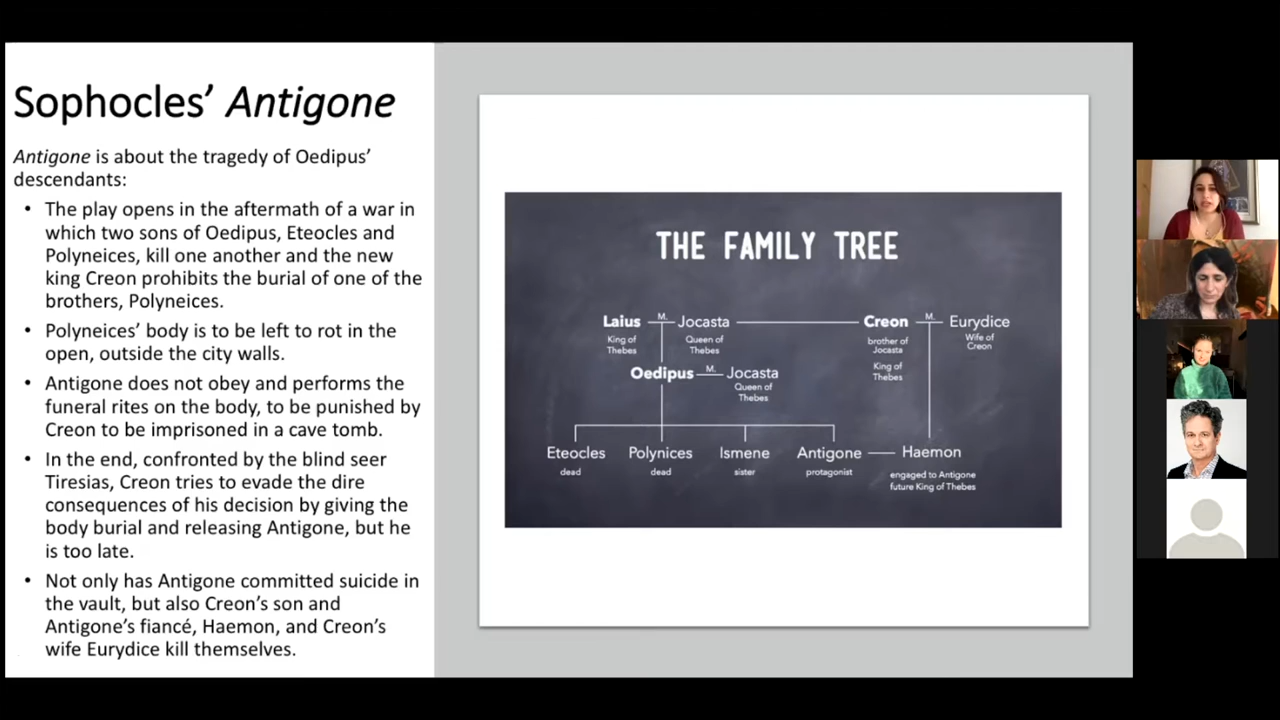 Sophocles’ Antigone
Antigone is about the tragedy of Oedipus’
descendants:
• The play opens in the aftermath of a war in
which two sons of Oedipus, Eteocles and
Polyneices, kill one another and the new
king Creon prohibits the burial of one of the
brothers, Polyneices.
• Polyneices’ body is to be left to rot in the
open, outside the city walls.
• Antigone does not obey and performs the
funeral rites on the body, to be punished by
Creon to be imprisoned in a cave tomb.
• In the end, confronted by the blind seer
Tiresias, Creon tries to evade the dire
consequences of his decision by giving the
body burial and releasing Antigone, but he
is too late.
• Not only has Antigone committed suicide in
the vault, but also Creon’s son and
Antigone’s fiancé, Haemon, and Creon’s
wife Eurydice kill themselves.
THE FAMILY TREE
Laius M. Jocasta Creon M. Eurydice
King of
Thebes
Queen of
Thebes
brother of
Jocasta
King of
Thebes
Wife of
Creon
Oedipus M. Jocasta
Queen of
Thebes
Eteocles Polynices Ismene Antigone Haemon
dead dead sister protagonist engaged to Antigone
future King of Thebes